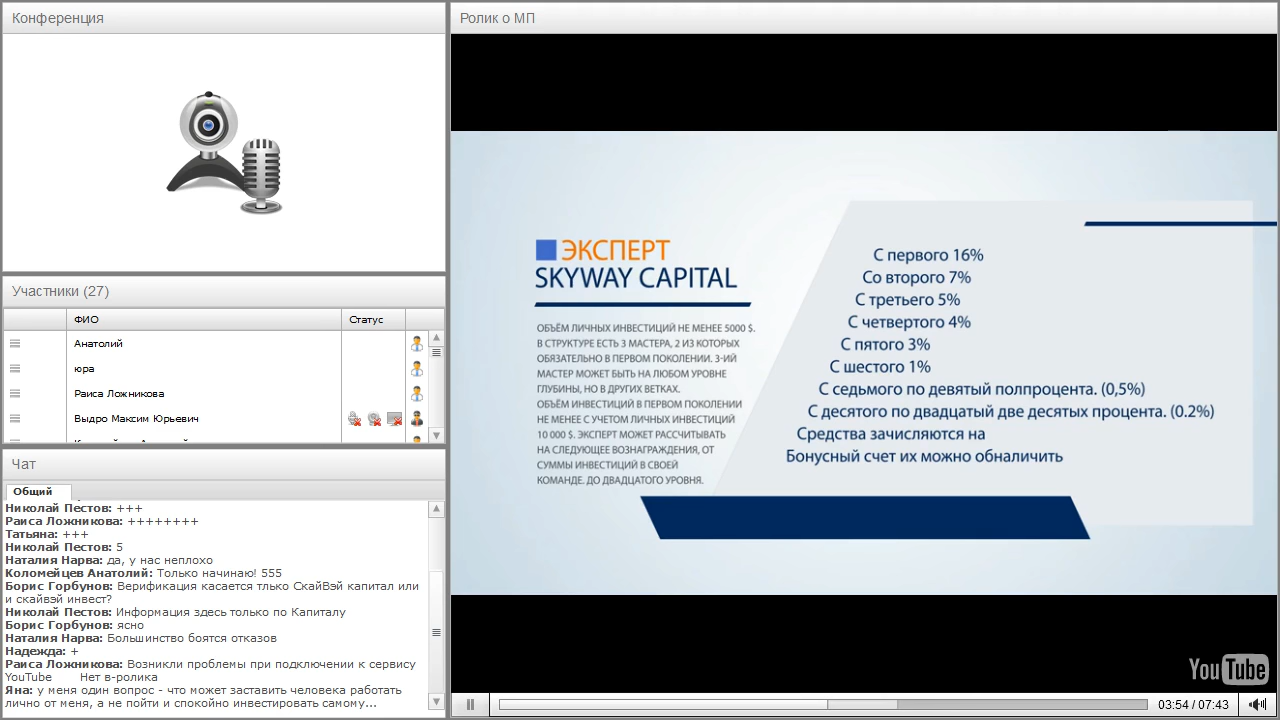 Конференция
Участники (27)
ФИО
Статус
Анатолий
юра
Раиса Ложникова
Выдро Максим Юрьевич
Чат
Общий
Николай Пестов: +++
Раиса Ложникова: ++++++++
Татьяна: +++
Николай Пестов: 5
Наталия Нарва: да, у нас неплохо
Коломейцев Анатолий: Только начинаю! 555
Борис Горбунов: Верификация касается тлько СкайВэй капитал или
и скайвэй инвест?
Николай Пестов: Информация здесь только по Капиталу
Борис Горбунов: ясно
Наталия Нарва: Большинство боятся отказов
Надежда: +
Раиса Ложникова: Возникли проблемы при подключении к сервису
YouTube Нет в-ролика
Яна: у меня один вопрос - что может заставить человека работать
лично от меня, а не пойти и спокойно инвестировать самому...
Ролик о МП
ЭКСПЕРТ
SKYWAY CAPITAL
ОБЪЁМ ЛИЧНЫХ ИНВЕСТИЦИЙ НЕ МЕНЕЕ 5000 $.
В СТРУКТУРЕ ЕСТЬ 3 МАСТЕРА, 2 ИЗ КОТОРЫХ
ОБЯЗАТЕЛЬНО В ПЕРВОМ ПОКОЛЕНИИ. 3-ИЙ
МАСТЕР МОЖЕТ БЫТЬ НА ЛЮБОМ УРОВНЕ
ГЛУБИНЫ, НО В ДРУГИХ ВЕТКАХ.
ОБЪЕМ ИНВЕСТИЦИЙ В ПЕРВОМ ПОКОЛЕНИИ
НЕ МЕНЕЕ С УЧЕТОМ ЛИЧНЫХ ИНВЕСТИЦИЙ
10 000 $. ЭКСПЕРТ МОЖЕТ РАССЧИТЫВАТЬ
НА СЛЕДУЮЩЕЕ ВОЗНАГРАЖДЕНИЯ, ОТ
СУММЫ ИНВЕСТИЦИЙ В СВОЕЙ
КОМАНДЕ. ДО ДВАДЦАТОГО УРОВНЯ.
С первого 16%
Со второго 7%
С третьего 5%
С четвертого 4%
С пятого 3%
С шестого 1%
С седьмого по девятый полпроцента. (0,5%)
С десятого по двадцатый две десятых процента. (0.2%)
Средства зачисляются на
Бонусный счет их можно обналичить
YouTube
03:54 / 07:43